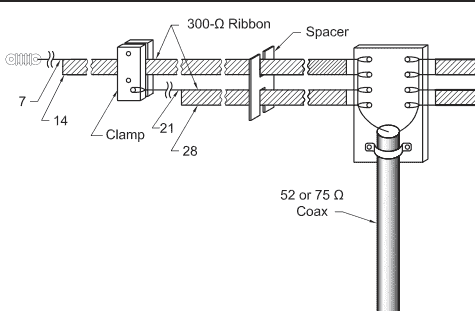 300-Ω Ribbon
Spacer
7
14
Clamp
21
28
52 or 75 Ω
Coax